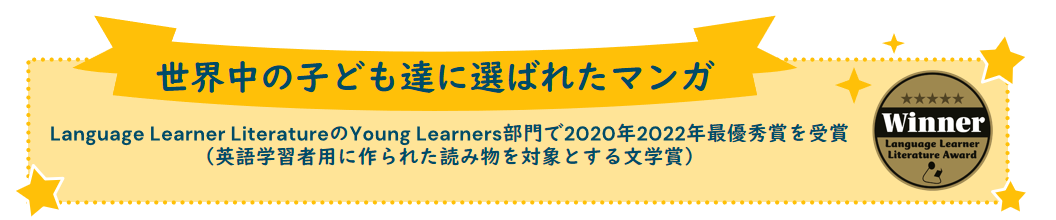 世界中の子ども達に選ばれたマンガ
Language Learner LiteratureのYoung Learners部門で2020年2022年最優秀賞を受賞
（英語学習者用に作られた読み物を対象とする文学賞）
Winner
Language Learner
Literature Award